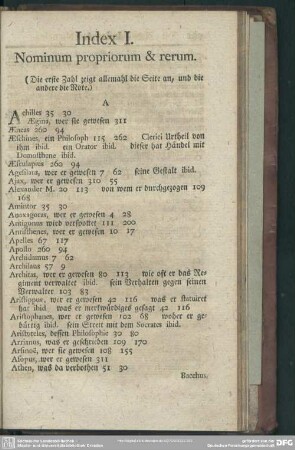 Index I.
Nominum propriorum & rerum.
(Die erste Zahl zeigt allemahl die Seite an, und die
andere die Note.)
A
Achilles 35 30
Ægina, wer sie gewesen 311
Æneas 260 94
Æschines, ein Philosoph 115 262 Clerici Urtheil von
ihm ibid. ein Orator ibid. dieser hat Händel mit
Demosthene ibid.
Æsculapius 260 94
Agesilaus, wer er gewesen 7 62 seine Gestalt ibid.
Ajax, wer er gewesen 310 55
Alexander M. 20 113 von wem er durchgezogen 109
168
Amintor 35 30
Anaxagoras, wer er gewesen 4 28
Antigonus wird verspottet 111 200
Antisthenes, wer er gewesen 10 17
Apelles 67 117
Apollo 260 94
Archidamus 7 62
Archilaus 57 9
Architas, wer er gewesen 80 113 wie oft er das Re-
giment verwaltet ibid. sein Verhalten gegen seinen
Verwalter 103 83
Aristippus, wer er gewesen 42 116 was er statuiret
hat ibid was er merkwürdiges gesagt 42 116
Aristophanes, wer er gewesen 102 68 woher er ge-
bürtig ibid. sein Streit mit dem Socrates ibid.
Aristoteles, dessen Philosophie 30 80
Arrianus, was er geschrieben 109 170
Arsinoë, wer sie gewesen 108 155
Asopus, wer er gewesen 311
Athen, was da verbothen 51 30
Bacchus,